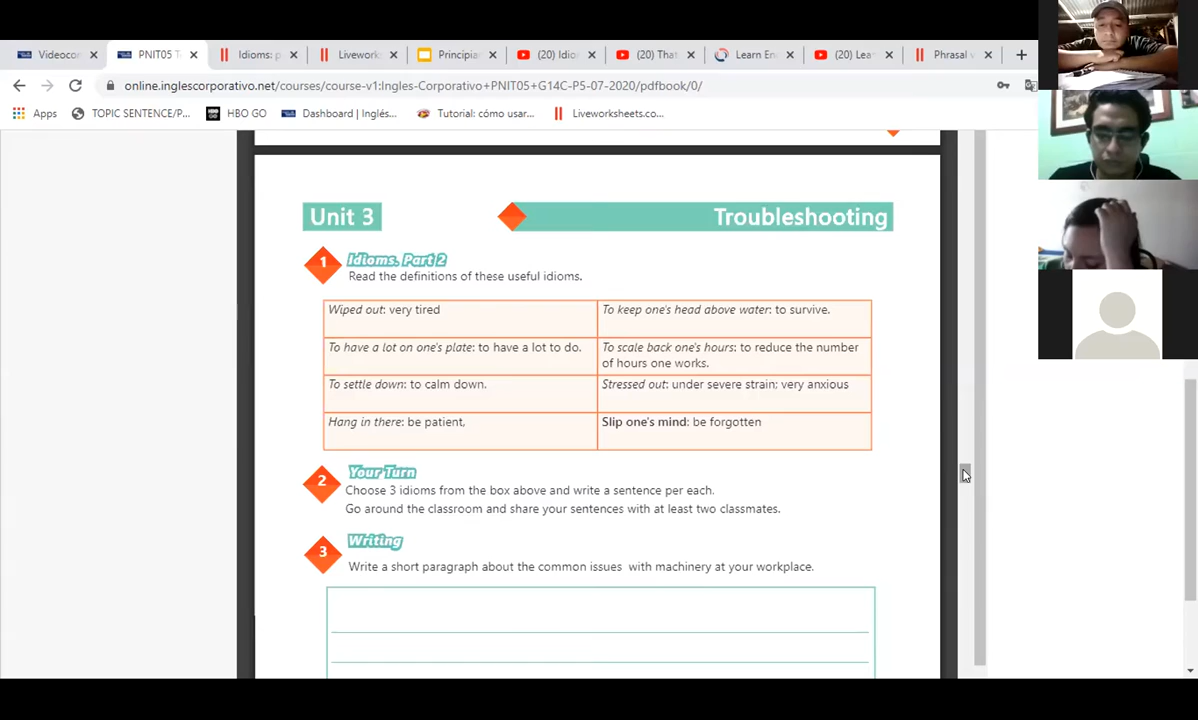 Videocor
PNIT05 T
Idioms: p
Livework
Principian
(20) Idio
(20) That
Learn En
(20) Lea
Phrasal v
online.inglescorporativo.net/courses/course-v1:Ingles-Corporativo+PNIT05+G14C-P5-07-2020/pdfbook/0/
Apps
TOPIC SENTENCE/P...
HBO GO
Dashboard | Inglés...
Tutorial: cómo usar...
Liveworksheets.co...
Unit 3
Troubleshooting
1
Idioms. Part 2
Read the definitions of these useful idioms.
Wiped out: very tired
To keep one's head above water: to survive.
To have a lot on one's plate: to have a lot to do.
To scale back one's hours: to reduce the number
of hours one works.
To settle down: to calm down.
Stressed out: under severe strain; very anxious
Hang in there: be patient,
Slip one's mind: be forgotten
2
Your Turn
Choose 3 idioms from the box above and write a sentence per each.
Go around the classroom and share your sentences with at least two classmates.
3
Writing
Write a short paragraph about the common issues with machinery at your workplace.